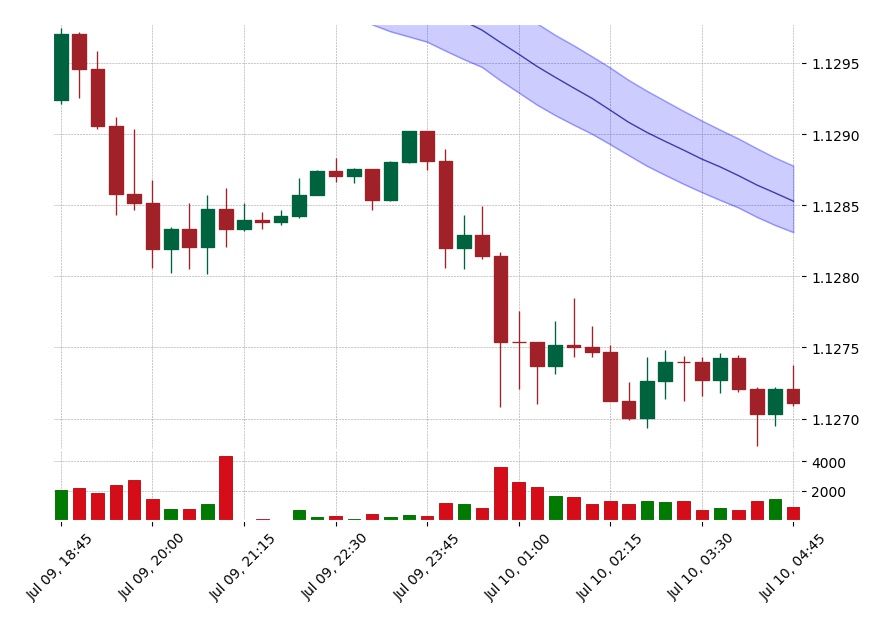 1.1295
1.1290
1.1285
1.1280
1.1275
1.1270
4000
2000
Jul 09, 18:45
Jul 09, 20:00
Jul 09, 21:15
Jul 09, 22:30
Jul 09, 23:45
Jul 10, 01:00
Jul 10, 02:15
Jul 10, 03:30
Jul 10, 04:45